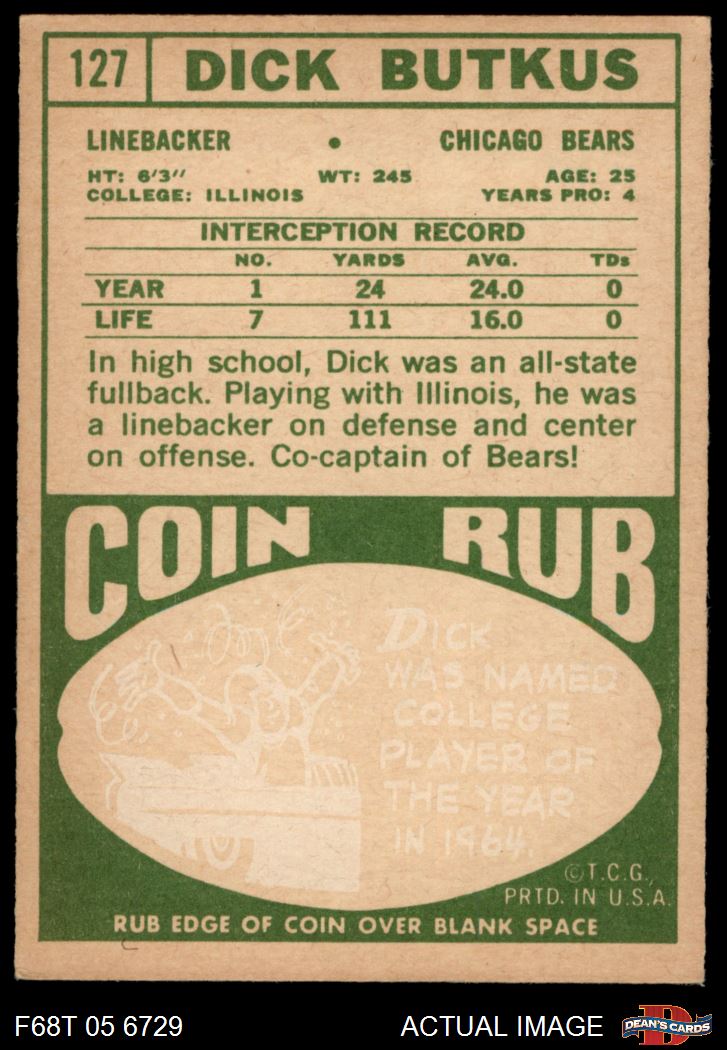 127 DICK BUTKUS
LINEBACKER • CHICAGO BEARS
HT: 6'3" WT: 245 AGE: 25
COLLEGE: ILLINOIS YEARS PRO: 4
INTERCEPTION RECORD
NO. YARDS AVG. TDs
YEAR 1 24 24.0 0
LIFE 7 111 16.0 0
In high school, Dick was an all-state
fullback. Playing with Illinois, he was
a linebacker on defense and center
on offense. Co-captain of Bears!
COIN RUB
DICK
WAS NAMED
COLLEGE
PLAYER OF
THE YEAR
IN 1964.
©T.C.G.
PRTD. IN U.S.A.
RUB EDGE OF COIN OVER BLANK SPACE
F68T 05 6729 ACTUAL IMAGE D DEAN'S CARDS